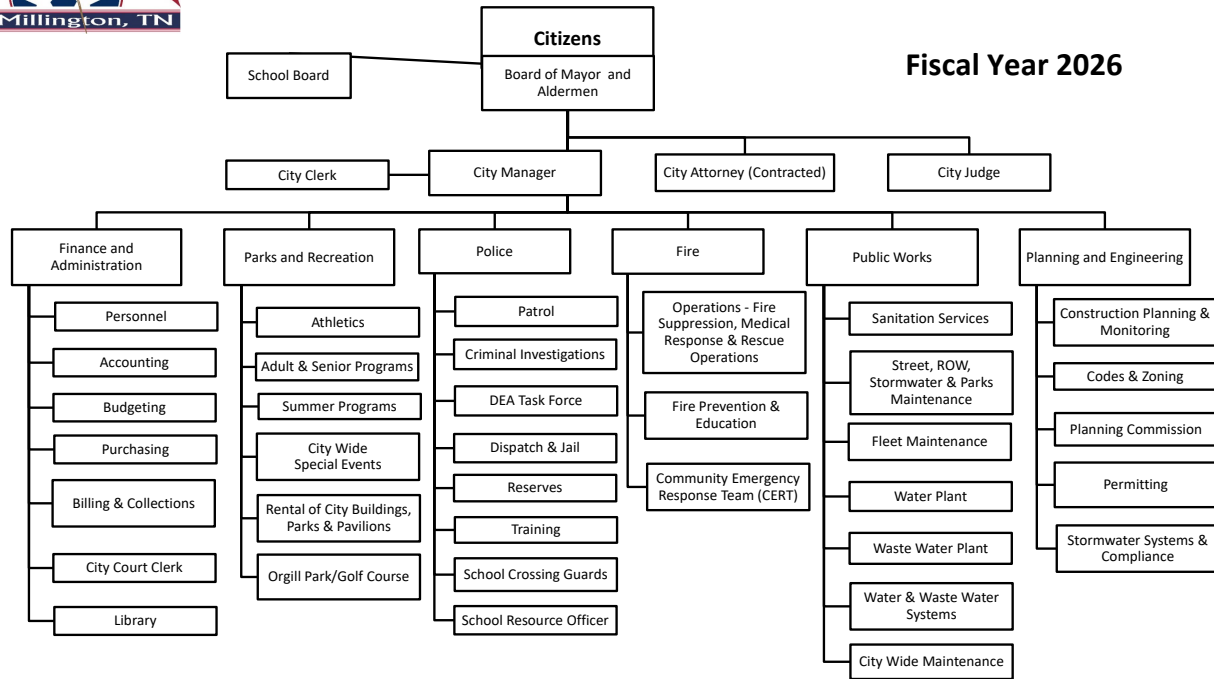 Millington, TN
Fiscal Year 2026
Citizens
Board of Mayor and
Aldermen
School Board
City Clerk
City Manager
City Attorney (Contracted)
City Judge
Finance and
Administration
Personnel
Accounting
Budgeting
Purchasing
Billing & Collections
City Court Clerk
Library
Parks and Recreation
Athletics
Adult & Senior Programs
Summer Programs
City Wide
Special Events
Rental of City Buildings,
Parks & Pavilions
Orgill Park/Golf Course
Police
Patrol
Criminal Investigations
DEA Task Force
Dispatch & Jail
Reserves
Training
School Crossing Guards
School Resource Officer
Fire
Operations - Fire
Suppression, Medical
Response & Rescue
Operations
Fire Prevention &
Education
Community Emergency
Response Team (CERT)
Public Works
Sanitation Services
Street, ROW,
Stormwater & Parks
Maintenance
Fleet Maintenance
Water Plant
Waste Water Plant
Water & Waste Water
Systems
City Wide Maintenance
Planning and Engineering
Construction Planning &
Monitoring
Codes & Zoning
Planning Commission
Permitting
Stormwater Systems &
Compliance